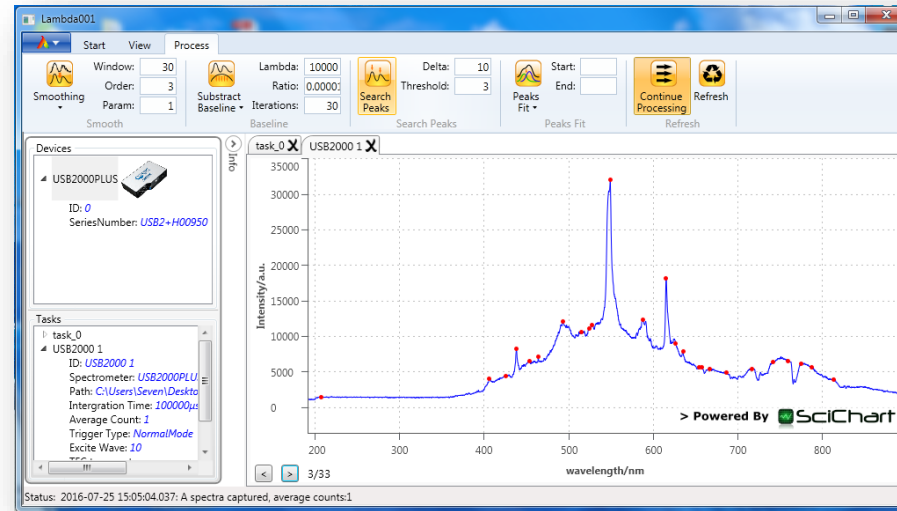 Lambda001
Start View Process
Window: 30
Order: 3
Param: 1
Smoothing
Smooth
Lambda: 10000
Ratio: 0.00001
Iterations: 30
Substract
Baseline
Baseline
Delta: 10
Threshold: 3
Search
Peaks
Search Peaks
Start:
End:
Peaks
Fit
Peaks Fit
Continue
Processing
Refresh
Refresh
Devices
USB2000PLUS
ID: 0
SeriesNumber: USB2+H00950
Tasks
task_0
USB2000 1
ID: USB2000 1
Spectrometer: USB2000PLU
Path: C:\Users\Seven\Deskto
Intergration Time: 100000μs
Average Count: 1
Trigger Type: NormalMode
Excite Wave: 10
Info
task_0 X USB2000 1 X
35000
30000
25000
20000
15000
10000
5000
0
Intensity/a.u.
200 300 400 500 600 700 800
wavelength/nm
> Powered By SciChart
< > 3/33
Status: 2016-07-25 15:05:04.037: A spectra captured, average counts:1